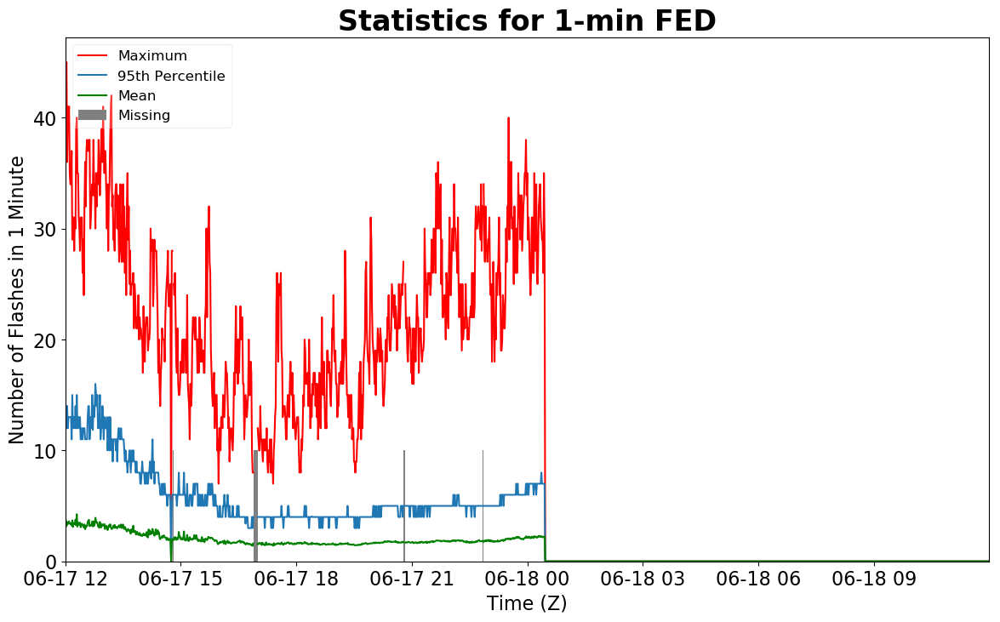 Statistics for 1-min FED
Maximum
95th Percentile
Mean
Missing
Number of Flashes in 1 Minute
40
30
20
10
0
06-17 12 06-17 15 06-17 18 06-17 21 06-18 00 06-18 03 06-18 06 06-18 09
Time (Z)